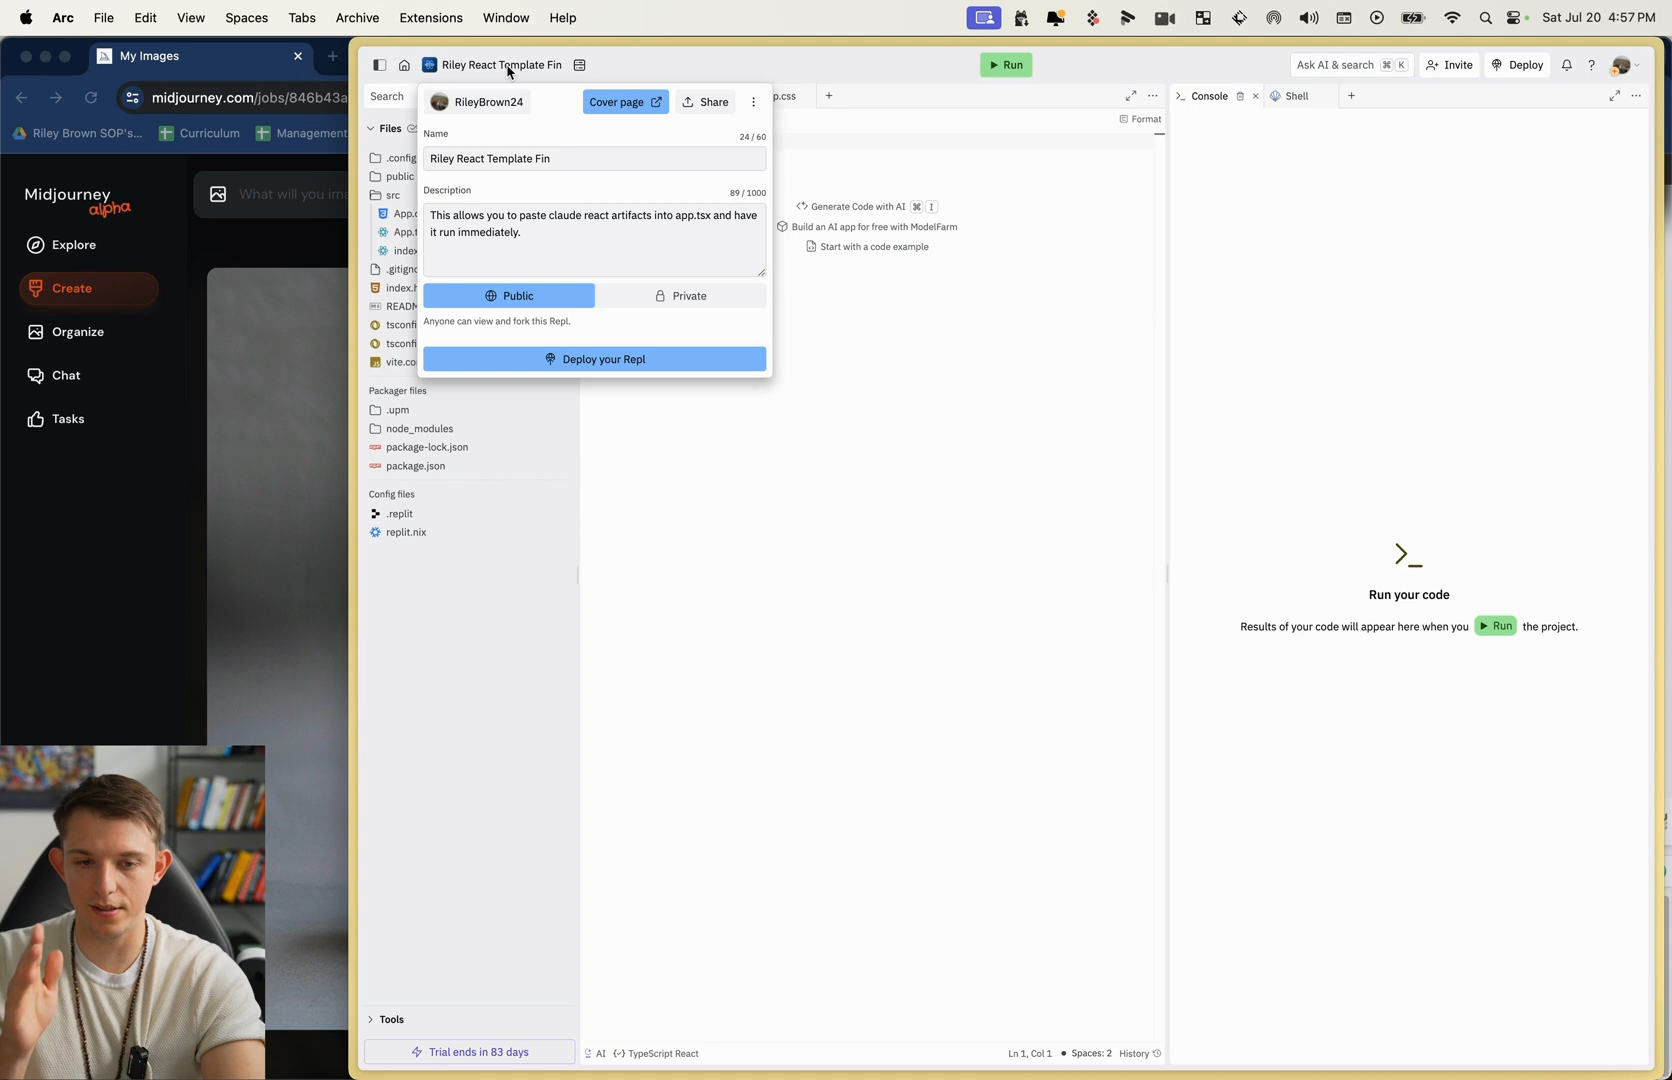 Arc File Edit View Spaces Tabs Archive Extensions Window Help Sat Jul 20 4:57 PM
My Images
midjourney.com/jobs/846b43a
Riley Brown SOP's... Curriculum Management
Midjourney
alpha
What will you ima
Explore
Create
Organize
Chat
Tasks
Riley React Template Fin
Run
Ask AI & search ⌘ K
Invite
Deploy
?
Search
RileyBrown24
Cover page
Share
p.css
Console
Shell
Format
Files
Name
24 / 60
Riley React Template Fin
Description
89 / 1000
This allows you to paste claude react artifacts into app.tsx and have
it run immediately.
Public
Private
Anyone can view and fork this Repl.
Deploy your Repl
.config
public
src
App.c
App.t
index
.gitigno
index.h
READM
tsconfi
tsconfi
vite.co
Packager files
.upm
node_modules
package-lock.json
package.json
Config files
.replit
replit.nix
Generate Code with AI ⌘ I
Build an AI app for free with ModelFarm
Start with a code example
Run your code
Results of your code will appear here when you Run the project.
Tools
Trial ends in 83 days
AI TypeScript React
Ln 1, Col 1 Spaces: 2 History